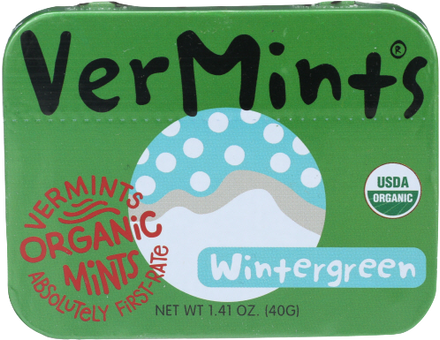 VerMints®
VERMINTS
ORGANiC
MiNTS
ABSOLUTELY FiRST-RATE
USDA
ORGANIC
Wintergreen
NET WT 1.41 OZ. (40G)